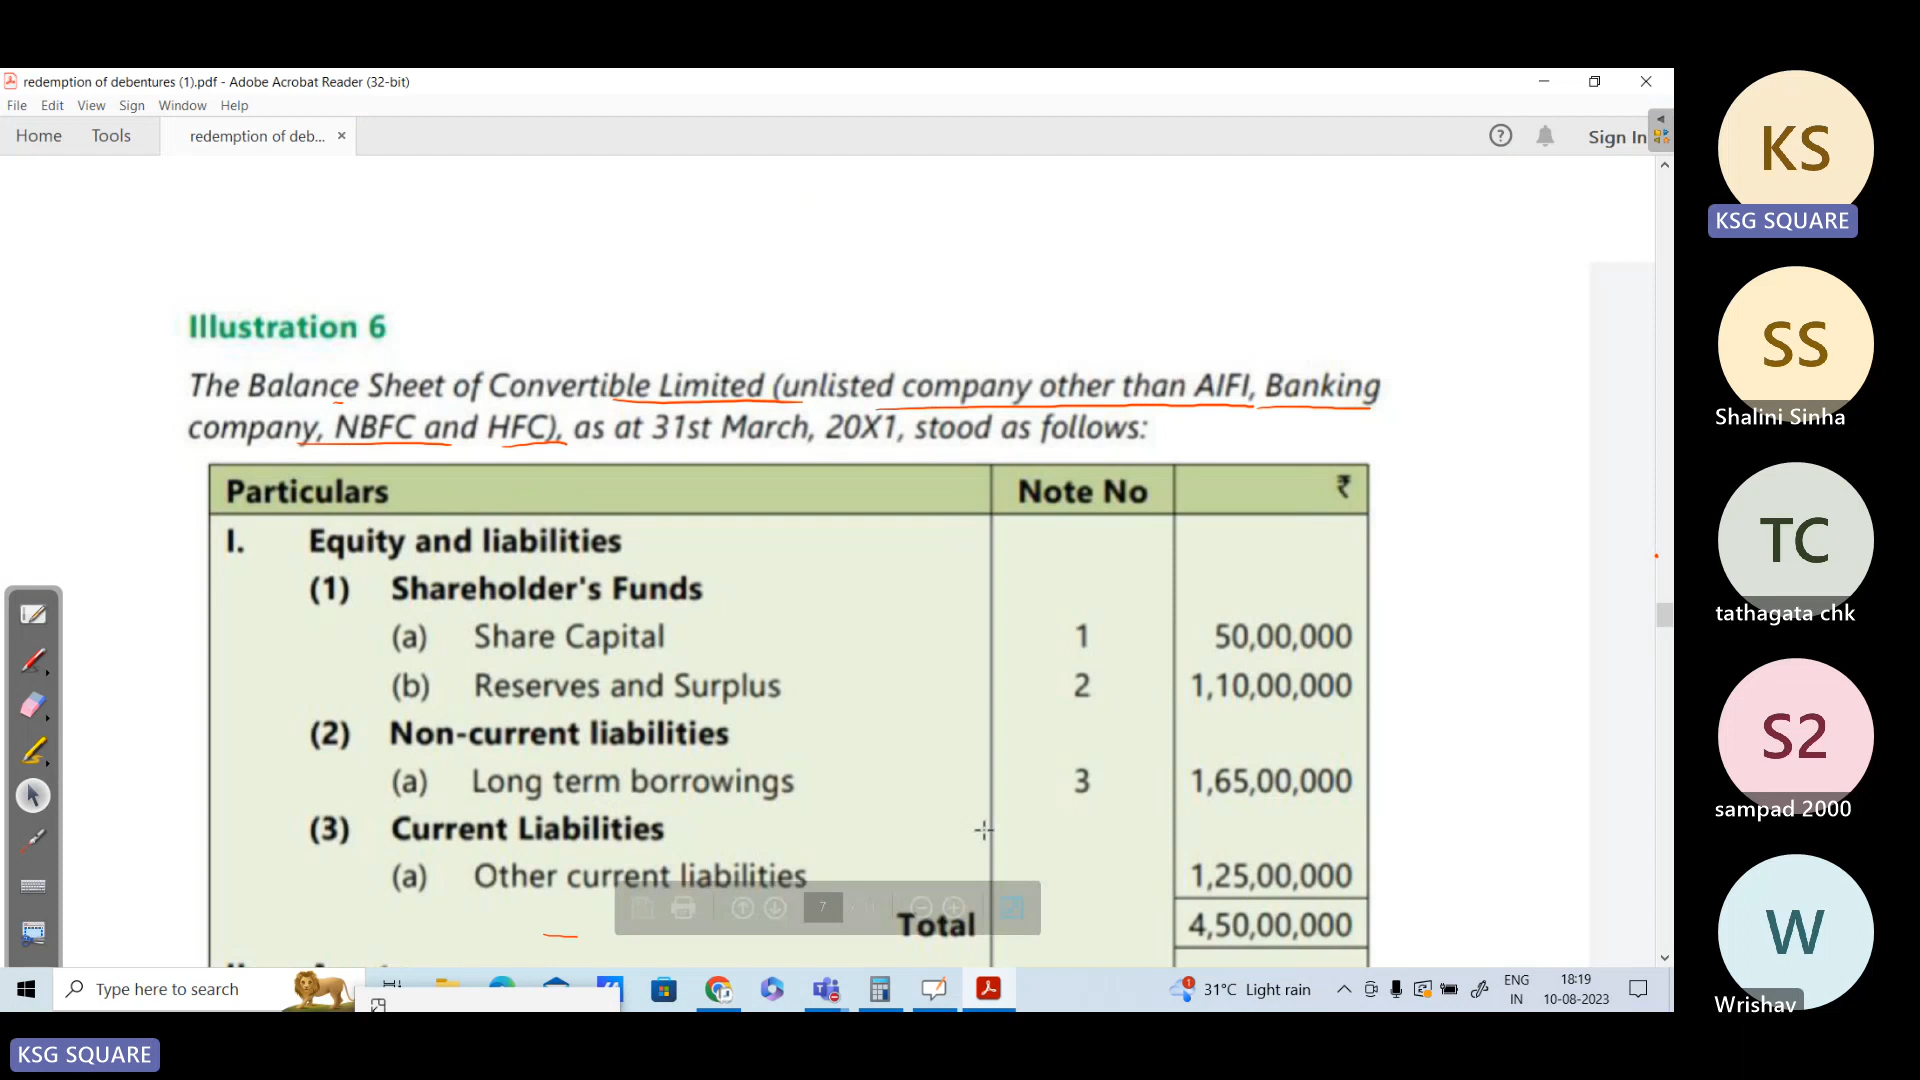 redemption of debentures (1).pdf - Adobe Acrobat Reader (32-bit)
File Edit View Sign Window Help
Home Tools redemption of deb... ×
Sign In
Illustration 6
The Balance Sheet of Convertible Limited (unlisted company other than AIFI, Banking
company, NBFC and HFC), as at 31st March, 20X1, stood as follows:
Particulars Note No ₹
I. Equity and liabilities
(1) Shareholder's Funds
(a) Share Capital 1 50,00,000
(b) Reserves and Surplus 2 1,10,00,000
(2) Non-current liabilities
(a) Long term borrowings 3 1,65,00,000
(3) Current Liabilities
(a) Other current liabilities 1,25,00,000
7
Total 4,50,00,000
Type here to search
1 31°C Light rain
ENG
IN
18:19
10-08-2023
KS
KSG SQUARE
SS
Shalini Sinha
TC
tathagata chk
S2
sampad 2000
W
Wrishav
KSG SQUARE